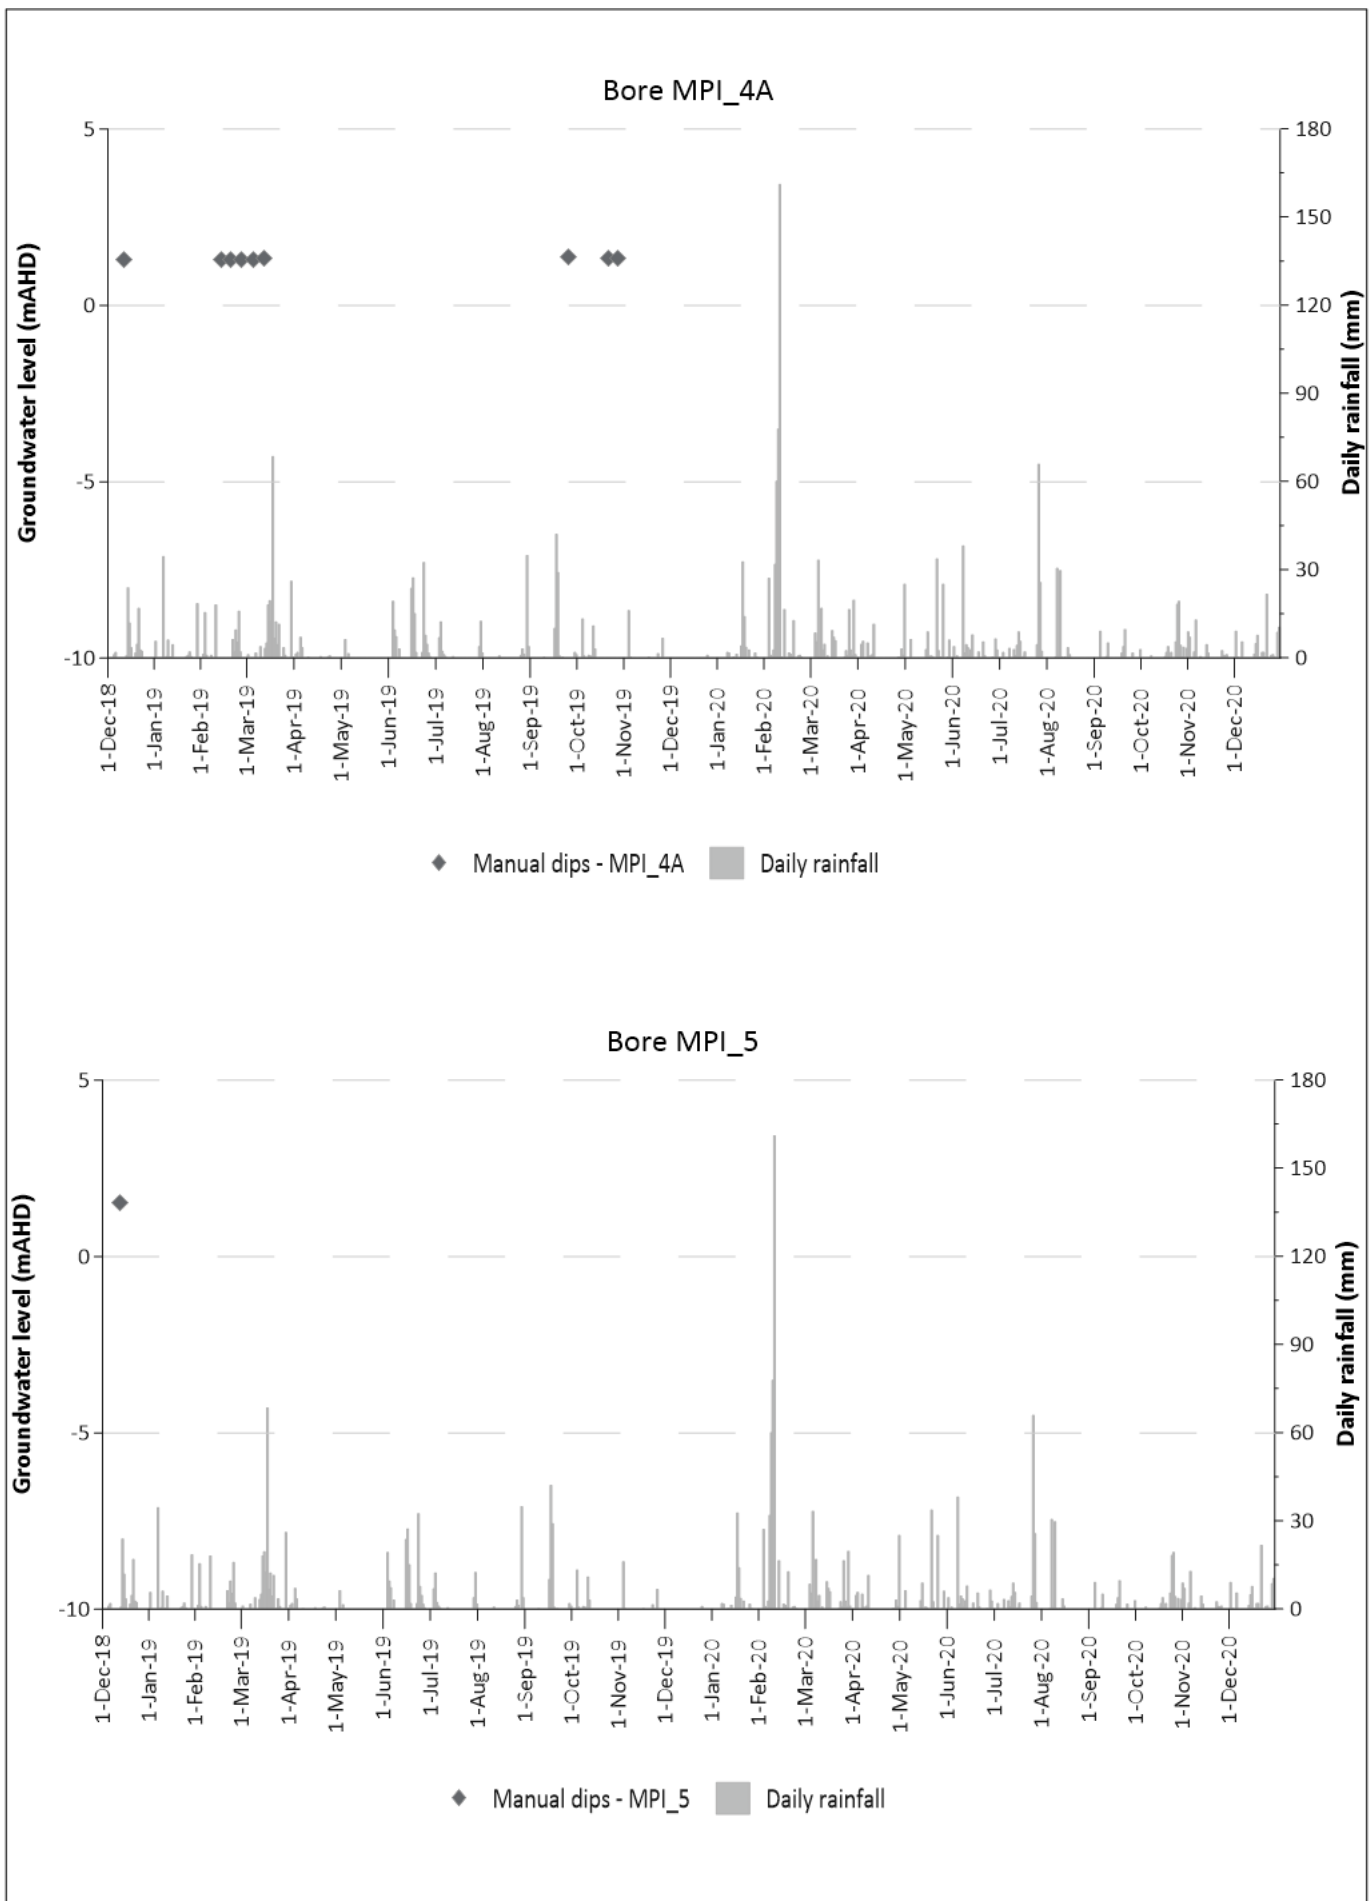 Bore MPI_4A
5
0
-5
-10
Groundwater level (mAHD)
180
150
120
90
60
30
0
Daily rainfall (mm)
1-Dec-18
1-Jan-19
1-Feb-19
1-Mar-19
1-Apr-19
1-May-19
1-Jun-19
1-Jul-19
1-Aug-19
1-Sep-19
1-Oct-19
1-Nov-19
1-Dec-19
1-Jan-20
1-Feb-20
1-Mar-20
1-Apr-20
1-May-20
1-Jun-20
1-Jul-20
1-Aug-20
1-Sep-20
1-Oct-20
1-Nov-20
1-Dec-20
Manual dips - MPI_4A Daily rainfall
Bore MPI_5
5
0
-5
-10
Groundwater level (mAHD)
180
150
120
90
60
30
0
Daily rainfall (mm)
1-Dec-18
1-Jan-19
1-Feb-19
1-Mar-19
1-Apr-19
1-May-19
1-Jun-19
1-Jul-19
1-Aug-19
1-Sep-19
1-Oct-19
1-Nov-19
1-Dec-19
1-Jan-20
1-Feb-20
1-Mar-20
1-Apr-20
1-May-20
1-Jun-20
1-Jul-20
1-Aug-20
1-Sep-20
1-Oct-20
1-Nov-20
1-Dec-20
Manual dips - MPI_5 Daily rainfall